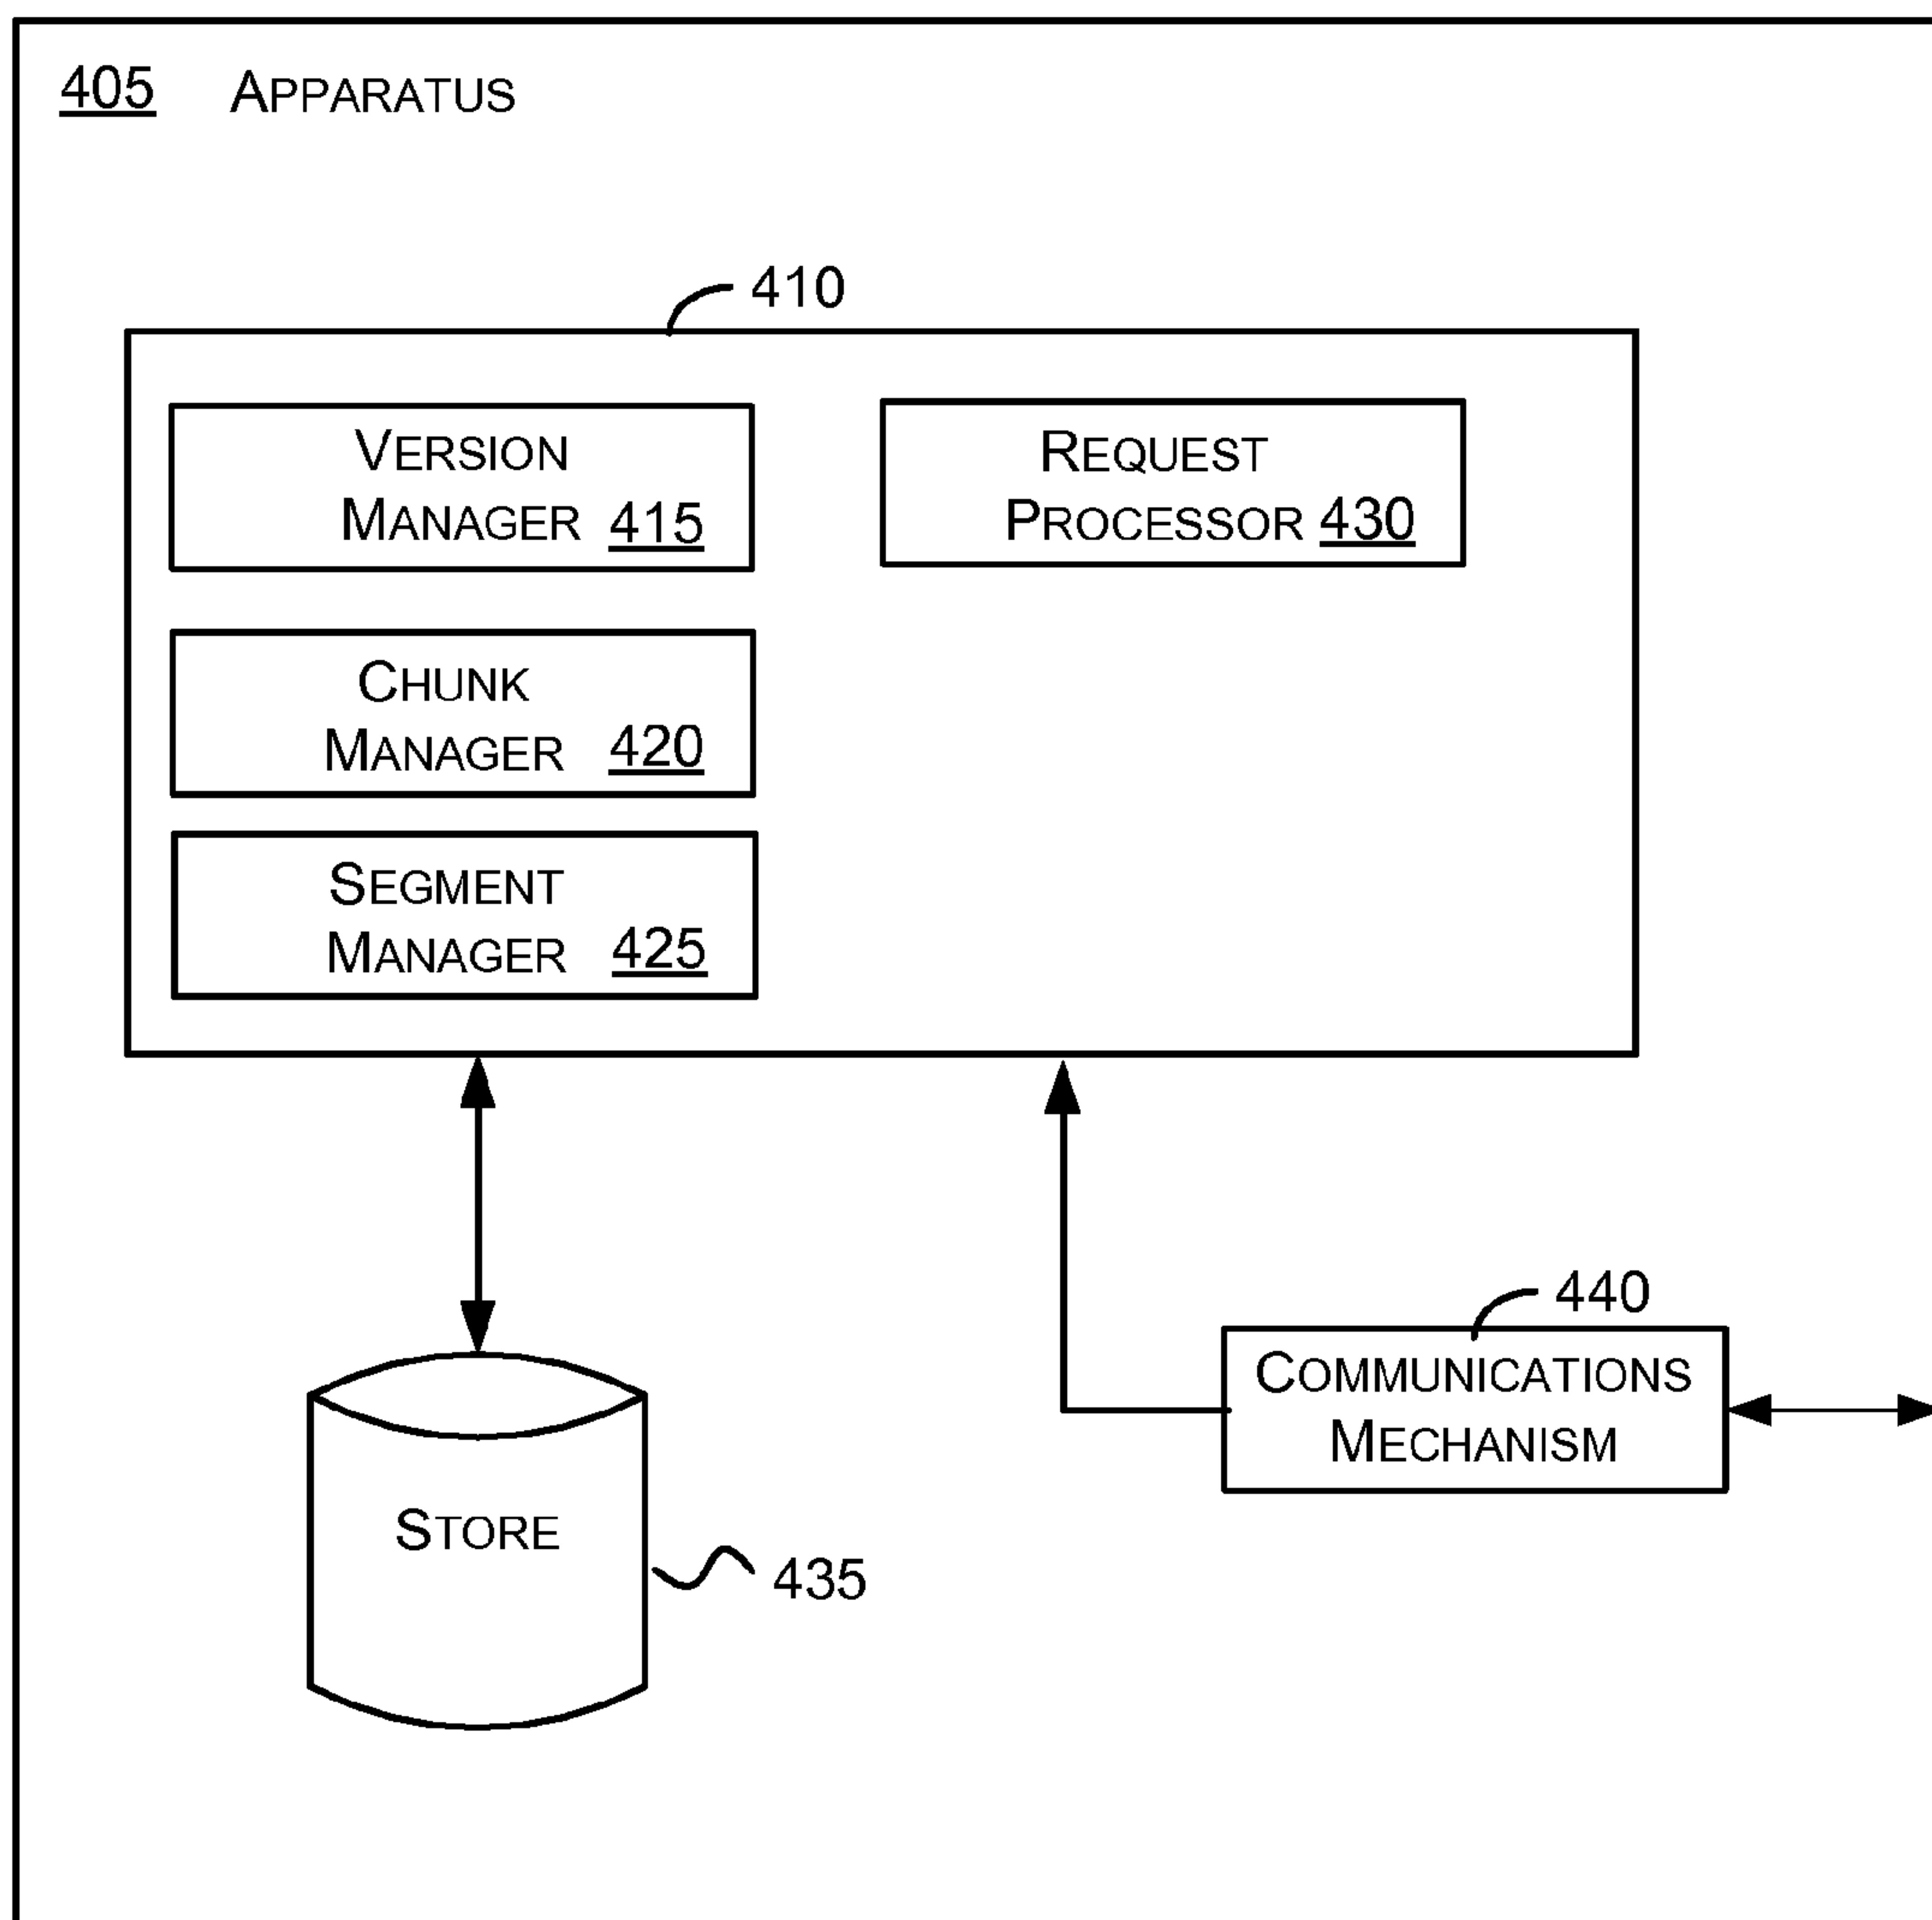 405 APPARATUS
410
VERSION
MANAGER 415
REQUEST
PROCESSOR 430
CHUNK
MANAGER 420
SEGMENT
MANAGER 425
440
COMMUNICATIONS
MECHANISM
STORE
435